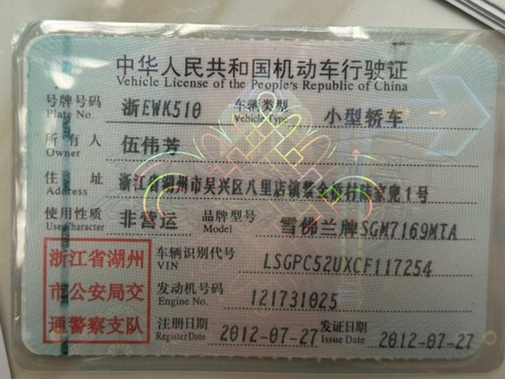 中华人民共和国机动车行驶证
Vehicle License of the People's Republic of China
号牌号码 浙EWK510 车辆类型 小型轿车
Plate No. Vehicle Type
所有人 伍伟芳
Owner
住址 浙江省湖州市吴兴区八里店镇 1号
Address
使用性质 非营运 品牌型号 雪佛兰牌SGM7169MTA
Use Character Model
浙江省湖州 车辆识别代号 LSGPC52UXCF117254
VIN
市公安局交 发动机号码 121731025
Engine No.
通警察支队 注册日期 2012-07-27 发证日期 2012-07-27
Register Date Issue Date